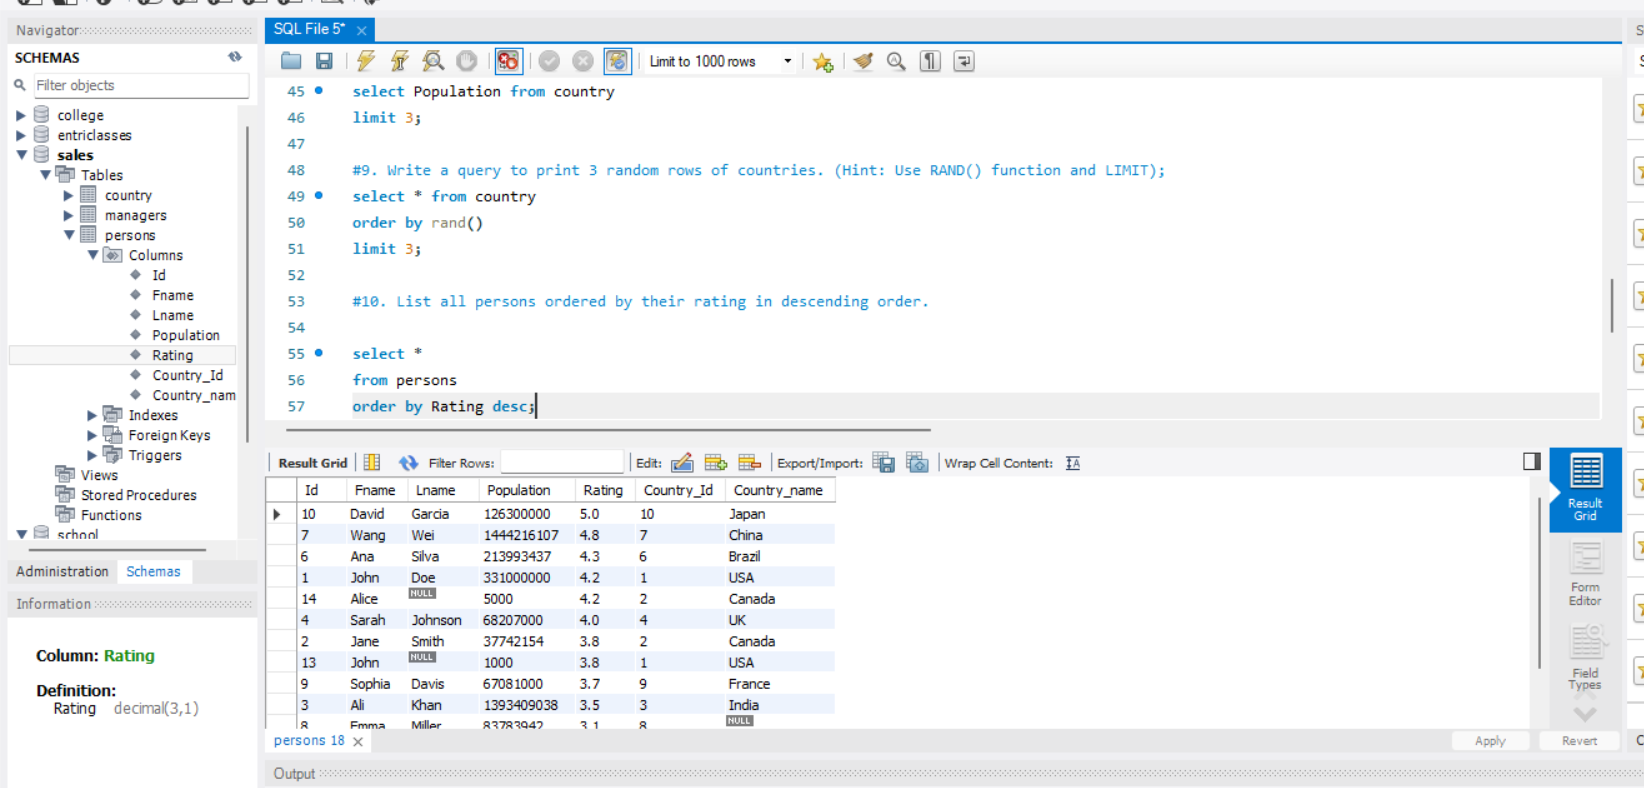 Navigator
SCHEMAS
Filter objects
college
entriclasses
sales
Tables
country
managers
persons
Columns
Id
Fname
Lname
Population
Rating
Country_Id
Country_nam
Indexes
Foreign Keys
Triggers
Views
Stored Procedures
Functions
school
Administration Schemas
Information
Column: Rating
Definition:
Rating decimal(3,1)
SQL File 5*
Limit to 1000 rows
45 select Population from country
46 limit 3;
47
48 #9. Write a query to print 3 random rows of countries. (Hint: Use RAND() function and LIMIT);
49 select * from country
50 order by rand()
51 limit 3;
52
53 #10. List all persons ordered by their rating in descending order.
54
55 select *
56 from persons
57 order by Rating desc;
Result Grid Filter Rows: Edit: Export/Import: Wrap Cell Content:
Id Fname Lname Population Rating Country_Id Country_name
10 David Garcia 126300000 5.0 10 Japan
7 Wang Wei 1444216107 4.8 7 China
6 Ana Silva 213993437 4.3 6 Brazil
1 John Doe 331000000 4.2 1 USA
14 Alice NULL 5000 4.2 2 Canada
4 Sarah Johnson 68207000 4.0 4 UK
2 Jane Smith 37742154 3.8 2 Canada
13 John NULL 1000 3.8 1 USA
9 Sophia Davis 67081000 3.7 9 France
3 Ali Khan 1393409038 3.5 3 India
8 Emma Miller 83783942 3.1 8 NULL
Result
Grid
Form
Editor
Field
Types
persons 18
Apply Revert
Output